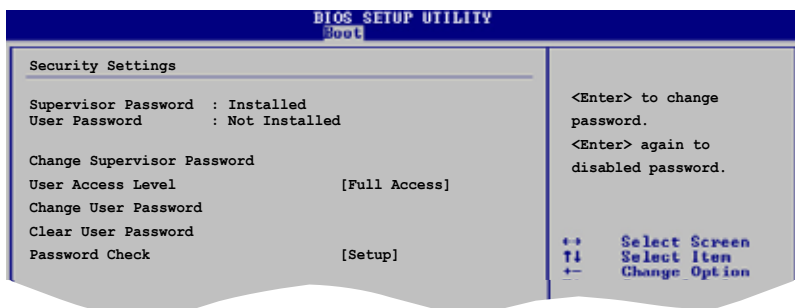 BIOS SETUP UTILITY
Boot
Security Settings
Supervisor Password : Installed
User Password : Not Installed
Change Supervisor Password
User Access Level [Full Access]
Change User Password
Clear User Password
Password Check [Setup]
<Enter> to change
password.
<Enter> again to
disabled password.
←→ Select Screen
↑↓ Select Item
+- Change Option